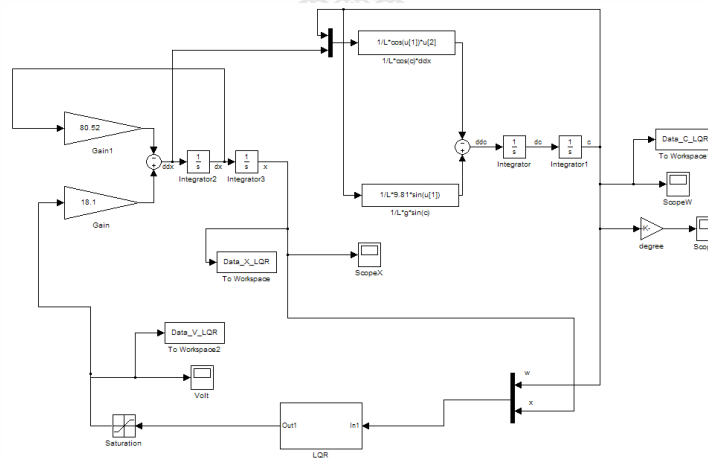 1/L*cos(u[1])*u[2]
1/L*cos(c)*ddx
80.52
Gain1
ddx
1
s
dx
Integrator2
1
s
x
Integrator3
ddc
1
s
dc
Integrator
1
s
c
Integrator1
Data_C_LQR
To Workspace
ScopeW
18.1
Gain
1/L*9.81*sin(u[1])
1/L*g*sin(c)
-K-
degree
Data_X_LQR
To Workspace
ScopeX
Data_V_LQR
To Workspace2
Volt
w
x
Out1
In1
LQR
Saturation